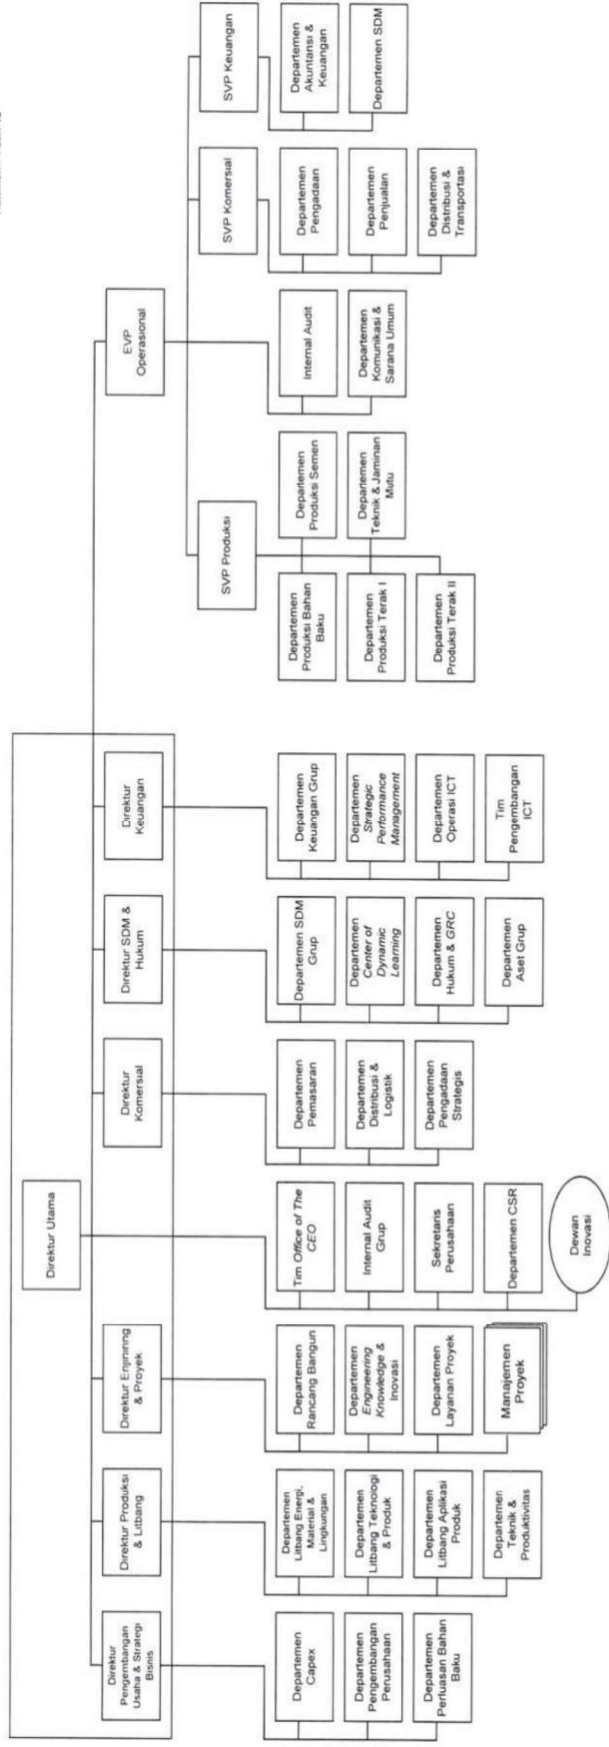 Direktur Utama
Direktur
Pengembangan
Usaha & Strategi
Bisnis
Direktur Produksi
& Litbang
Direktur Enjiniring
& Proyek
Direktur
Komersial
Direktur SDM &
Hukum
Direktur
Keuangan
EVP
Operasional
SVP Produksi
SVP Komersial
SVP Keuangan
Departemen
Capex
Departemen
Pengembangan
Perusahaan
Departemen
Perluasan Bahan
Baku
Departemen
Litbang Energi,
Material &
Lingkungan
Departemen
Litbang Teknologi
& Produk
Departemen
Litbang Aplikasi
Produk
Departemen
Teknik &
Produktivitas
Departemen
Rancang Bangun
Departemen
Engineering
Knowledge &
Inovasi
Departemen
Layanan Proyek
Manajemen
Proyek
Tim Office of The
CEO
Internal Audit
Grup
Sekretaris
Perusahaan
Departemen CSR
Dewan
Inovasi
Departemen
Pemasaran
Departemen
Distribusi &
Logistik
Departemen
Pengadaan
Strategis
Departemen SDM
Grup
Departemen
Center of
Dynamic
Learning
Departemen
Hukum & GRC
Departemen
Aset Grup
Departemen
Keuangan Grup
Departemen
Strategic
Performance
Management
Departemen
Operasi ICT
Tim
Pengembangan
ICT
Departemen
Produksi Bahan
Baku
Departemen
Produksi Terak I
Departemen
Produksi Terak II
Departemen
Produksi Semen
Departemen
Teknik & Jaminan
Mutu
Internal Audit
Departemen
Komunikasi &
Sarana Umum
Departemen
Pengadaan
Departemen
Penjualan
Departemen
Distribusi &
Transportasi
Departemen
Akuntansi &
Keuangan
Departemen SDM